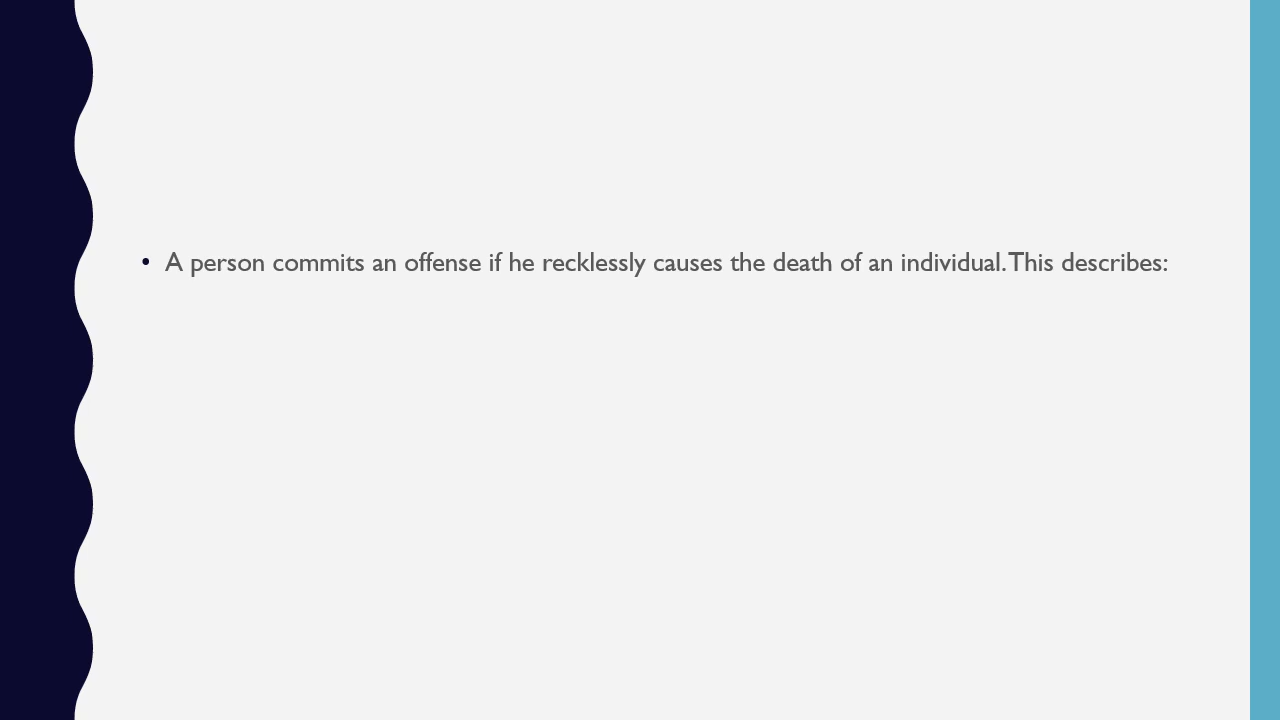 • A person commits an offense if he recklessly causes the death of an individual. This describes: